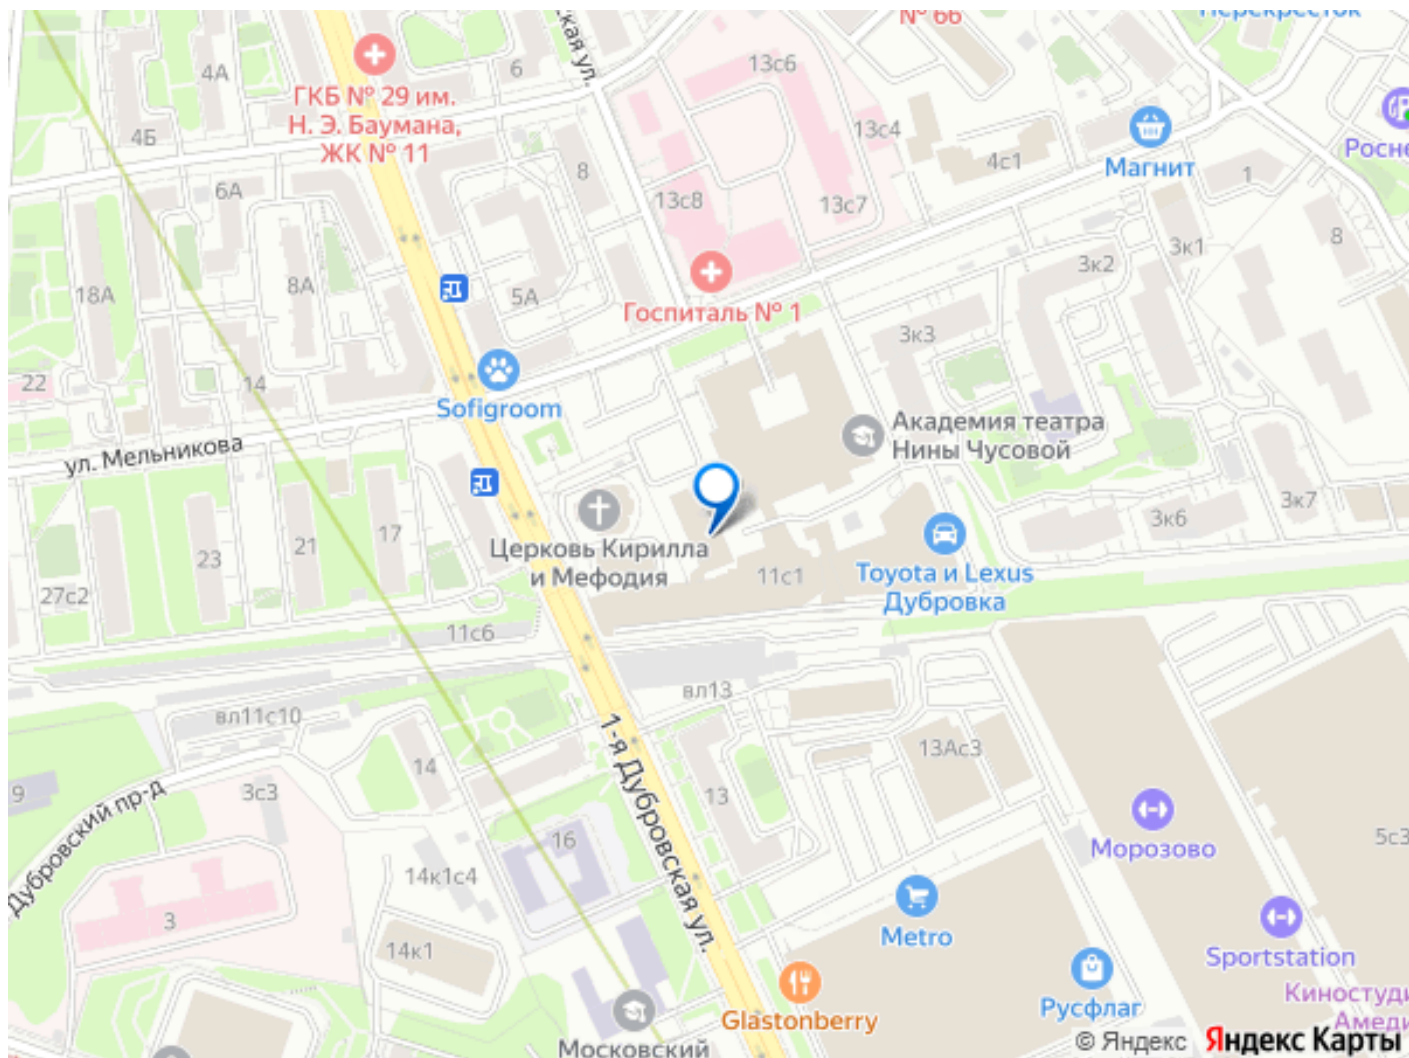 № 66
Перекресток
ская ул.
13с6
4А
6
ГКБ № 29 им.
Н. Э. Баумана,
ЖК № 11
4Б
13с4
4с1
Магнит
Росне
8
1
6А
13с8
13с7
3к1
8
3к2
18А
8А
5А
Госпиталь № 1
3к3
22
14
Sofigroom
Академия театра
Нины Чусовой
ул. Мельникова
3к7
3к6
17
21
23
Церковь Кирилла
и Мефодия
11с1
Toyota и Lexus
Дубровка
27с2
11с6
вл13
вл11с10
1-я Дубровская ул.
13Ас3
14
9
3с3
13
Дубровский пр-д
Морозово
5с3
16
14к1с4
3
14к1
Metro
Sportstation
Русфлаг
Киностуди
Амеди
Glastonberry
Московский
© Яндекс Яндекс Карты